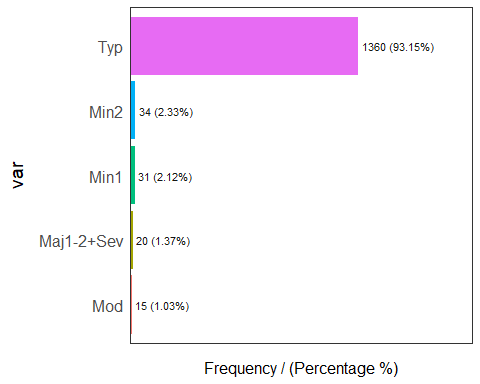 Typ
1360 (93.15%)
Min2
34 (2.33%)
Min1
31 (2.12%)
Maj1-2+Sev
20 (1.37%)
Mod
15 (1.03%)
var
Frequency / (Percentage %)